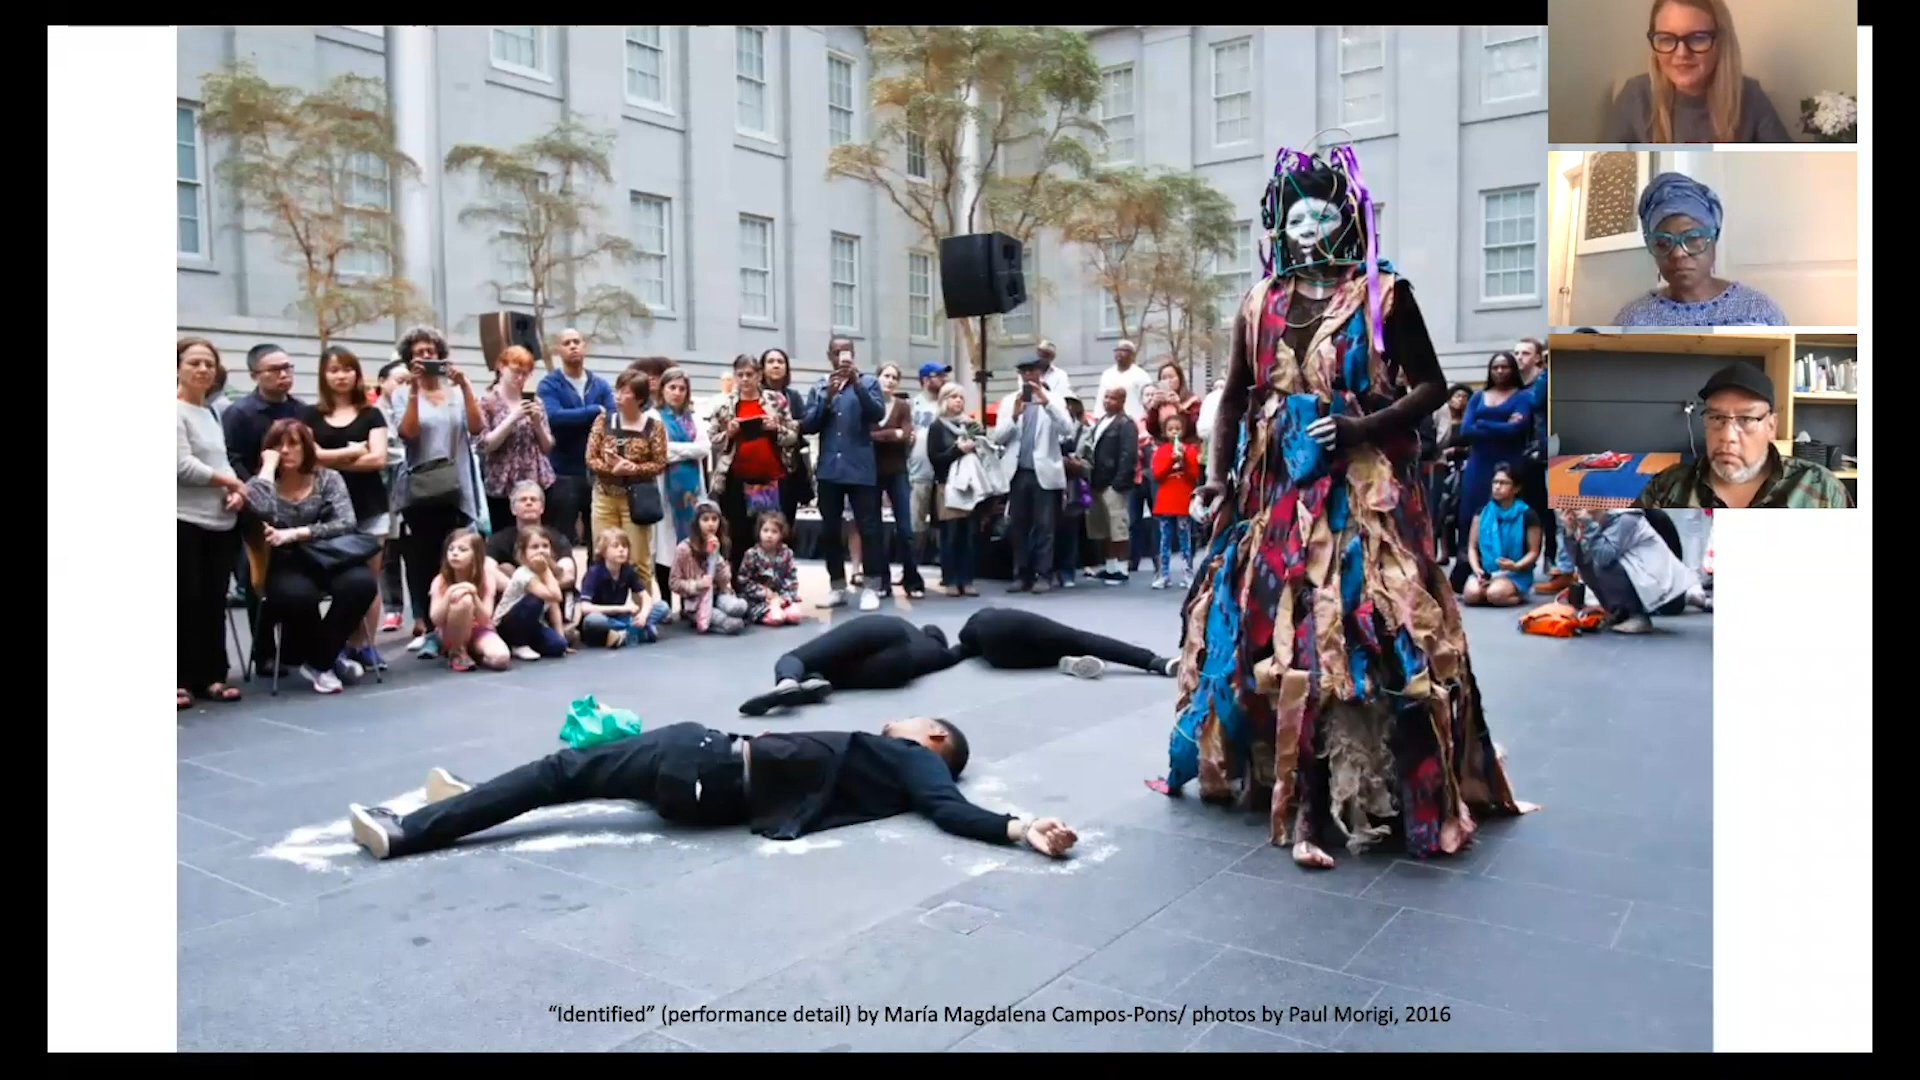 “Identified” (performance detail) by María Magdalena Campos-Pons/ photos by Paul Morigi, 2016